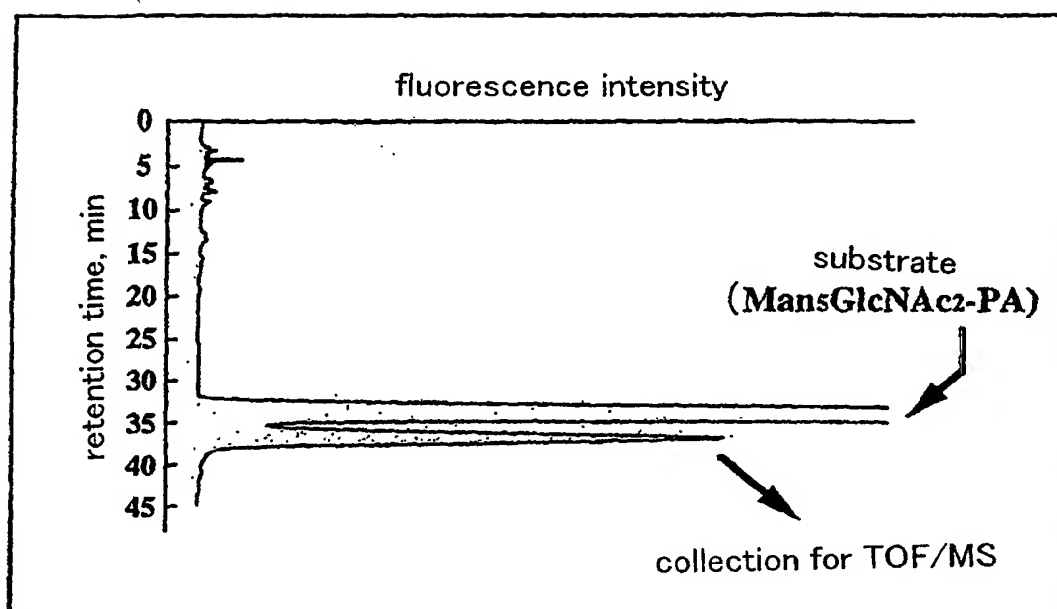 fluorescence intensity
0
5
10
15
20
25
30
35
40
45
retention time, min
substrate
(Man5GlcNAc2-PA)
collection for TOF/MS